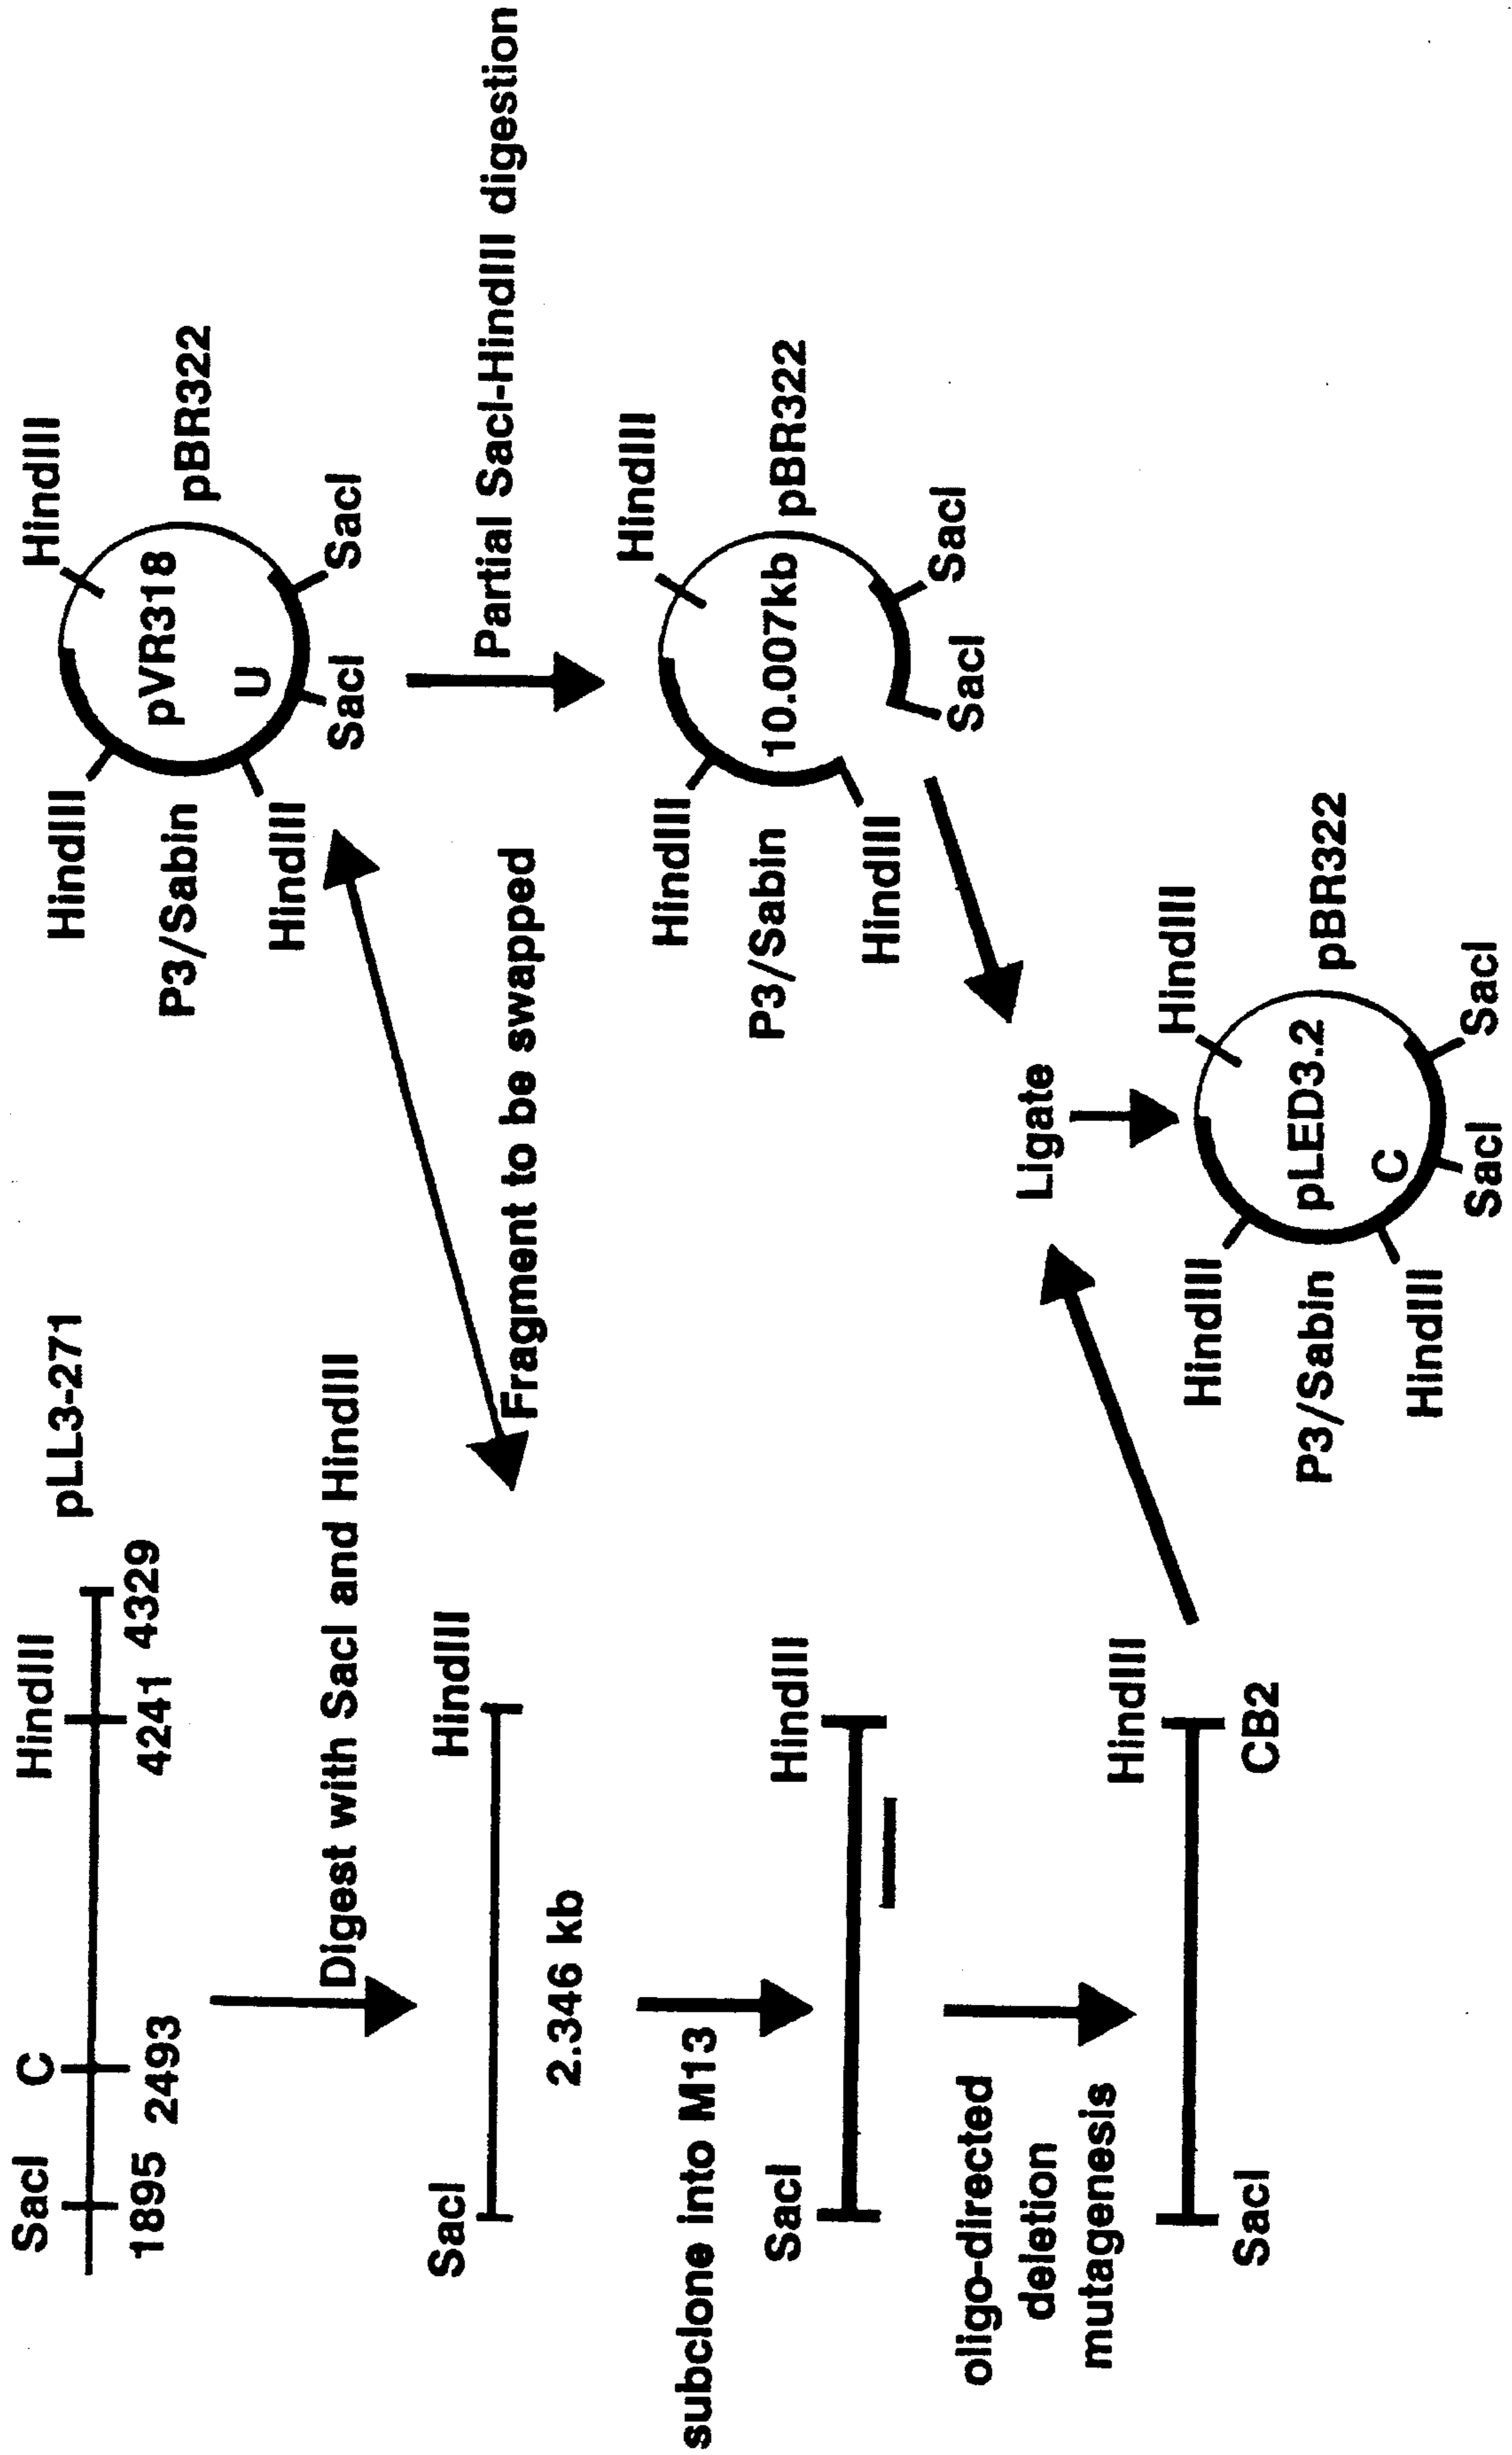 pLL3-271
SacI
C
HindIII
1895
2493
4241
4329
Digest with SacI and HindIII
SacI
HindIII
2.346 kb
subclone into M13
SacI
HindIII
oligo-directed
deletion
mutagenesis
HindIII
SacI
CB2
Fragment to be swapped
HindIII
HindIII
pVR318
pBR322
P3/Sabin
U
HindIII
SacI
SacI
Partial SacI-HindIII digestion
HindIII
HindIII
10.007kb
pBR322
P3/Sabin
HindIII
SacI
SacI
Ligate
HindIII
HindIII
pLED3.2
pBR322
P3/Sabin
C
HindIII
SacI
SacI